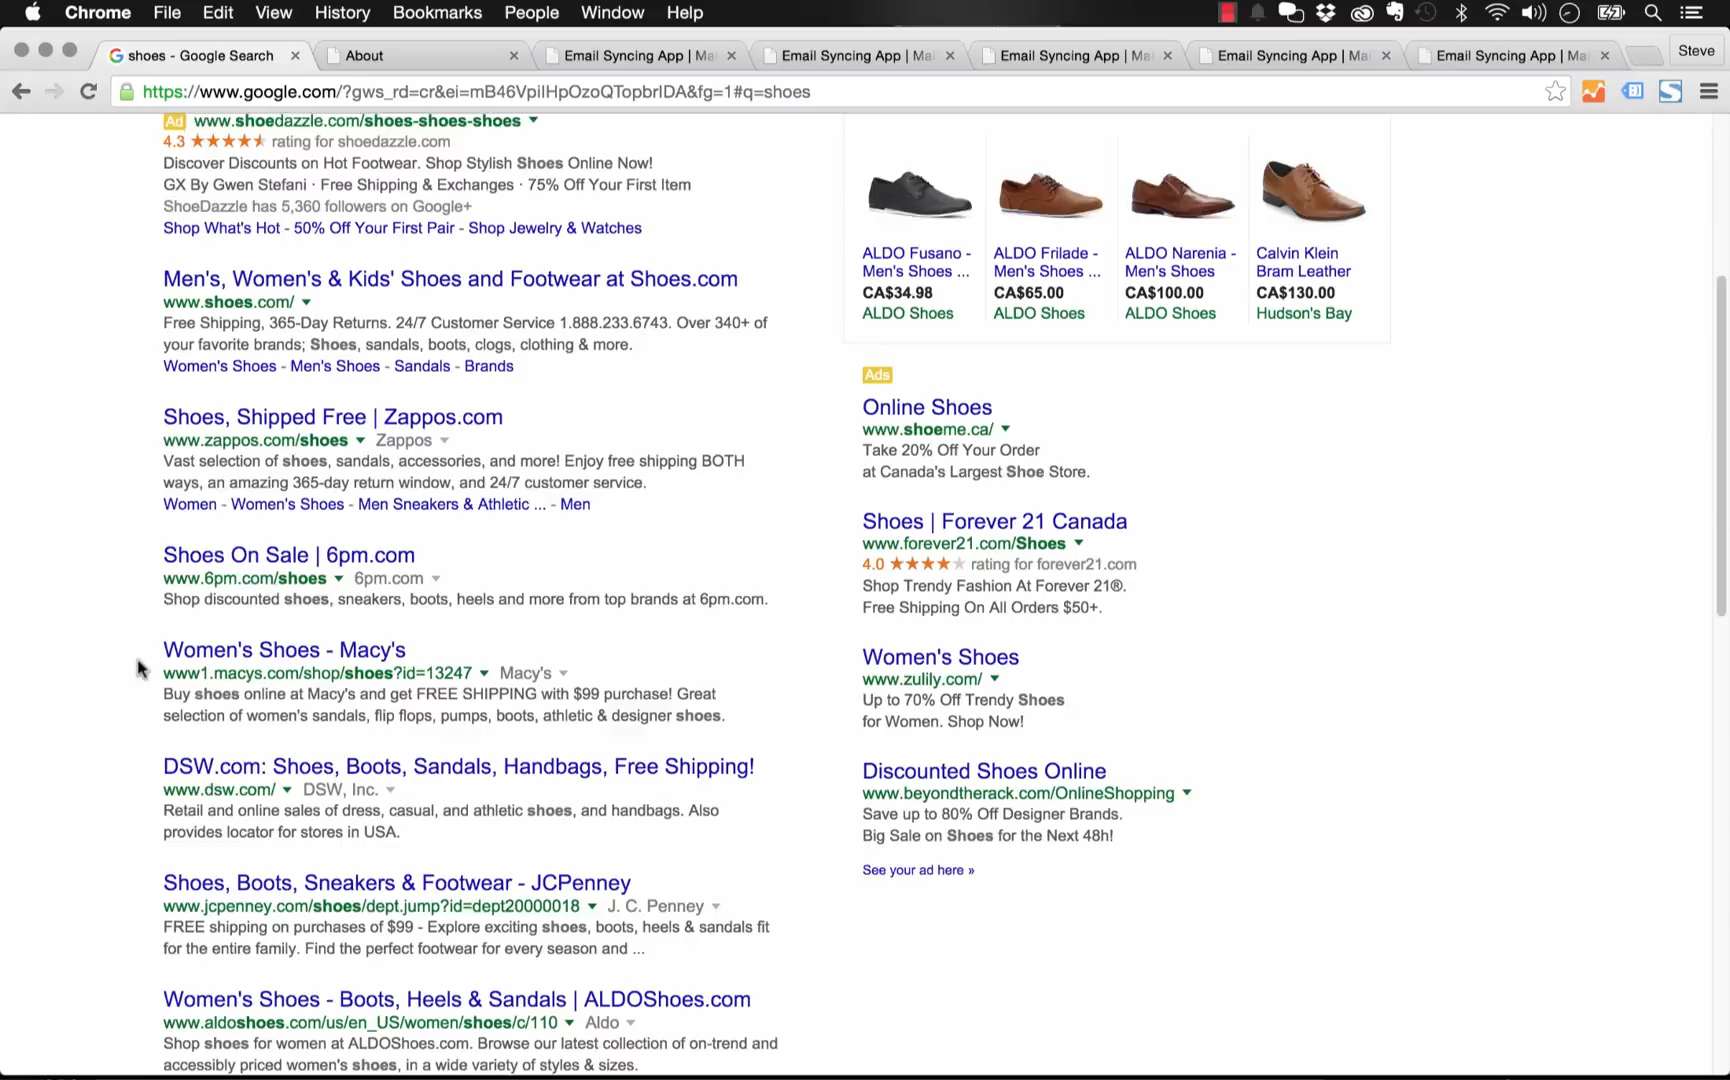 Chrome File Edit View History Bookmarks People Window Help
shoes - Google Search
About
Email Syncing App | Ma
Email Syncing App | Mai
Email Syncing App | Ma
Email Syncing App | Mai
Email Syncing App | Mai
Steve
https://www.google.com/?gws_rd=cr&ei=mB46VpilHpOzoQTopbrIDA&fg=1#q=shoes
Ad www.shoedazzle.com/shoes-shoes-shoes
4.3 rating for shoedazzle.com
Discover Discounts on Hot Footwear. Shop Stylish Shoes Online Now!
GX By Gwen Stefani · Free Shipping & Exchanges · 75% Off Your First Item
ShoeDazzle has 5,360 followers on Google+
Shop What's Hot - 50% Off Your First Pair - Shop Jewelry & Watches
Men's, Women's & Kids' Shoes and Footwear at Shoes.com
www.shoes.com/
Free Shipping, 365-Day Returns. 24/7 Customer Service 1.888.233.6743. Over 340+ of
your favorite brands; Shoes, sandals, boots, clogs, clothing & more.
Women's Shoes - Men's Shoes - Sandals - Brands
Shoes, Shipped Free | Zappos.com
www.zappos.com/shoes Zappos
Vast selection of shoes, sandals, accessories, and more! Enjoy free shipping BOTH
ways, an amazing 365-day return window, and 24/7 customer service.
Women - Women's Shoes - Men Sneakers & Athletic ... - Men
Shoes On Sale | 6pm.com
www.6pm.com/shoes 6pm.com
Shop discounted shoes, sneakers, boots, heels and more from top brands at 6pm.com.
Women's Shoes - Macy's
www1.macys.com/shop/shoes?id=13247 Macy's
Buy shoes online at Macy's and get FREE SHIPPING with $99 purchase! Great
selection of women's sandals, flip flops, pumps, boots, athletic & designer shoes.
DSW.com: Shoes, Boots, Sandals, Handbags, Free Shipping!
www.dsw.com/ DSW, Inc.
Retail and online sales of dress, casual, and athletic shoes, and handbags. Also
provides locator for stores in USA.
Shoes, Boots, Sneakers & Footwear - JCPenney
www.jcpenney.com/shoes/dept.jump?id=dept20000018 J. C. Penney
FREE shipping on purchases of $99 - Explore exciting shoes, boots, heels & sandals fit
for the entire family. Find the perfect footwear for every season and ...
Women's Shoes - Boots, Heels & Sandals | ALDOShoes.com
www.aldoshoes.com/us/en_US/women/shoes/c/110 Aldo
Shop shoes for women at ALDOShoes.com. Browse our latest collection of on-trend and
accessibly priced women's shoes, in a wide variety of styles & sizes.
ALDO Fusano -
Men's Shoes ...
CA$34.98
ALDO Shoes
ALDO Frilade -
Men's Shoes ...
CA$65.00
ALDO Shoes
ALDO Narenia -
Men's Shoes
CA$100.00
ALDO Shoes
Calvin Klein
Bram Leather
CA$130.00
Hudson's Bay
Ads
Online Shoes
www.shoeme.ca/
Take 20% Off Your Order
at Canada's Largest Shoe Store.
Shoes | Forever 21 Canada
www.forever21.com/Shoes
4.0 rating for forever21.com
Shop Trendy Fashion At Forever 21®.
Free Shipping On All Orders $50+.
Women's Shoes
www.zulily.com/
Up to 70% Off Trendy Shoes
for Women. Shop Now!
Discounted Shoes Online
www.beyondtherack.com/OnlineShopping
Save up to 80% Off Designer Brands.
Big Sale on Shoes for the Next 48h!
See your ad here »